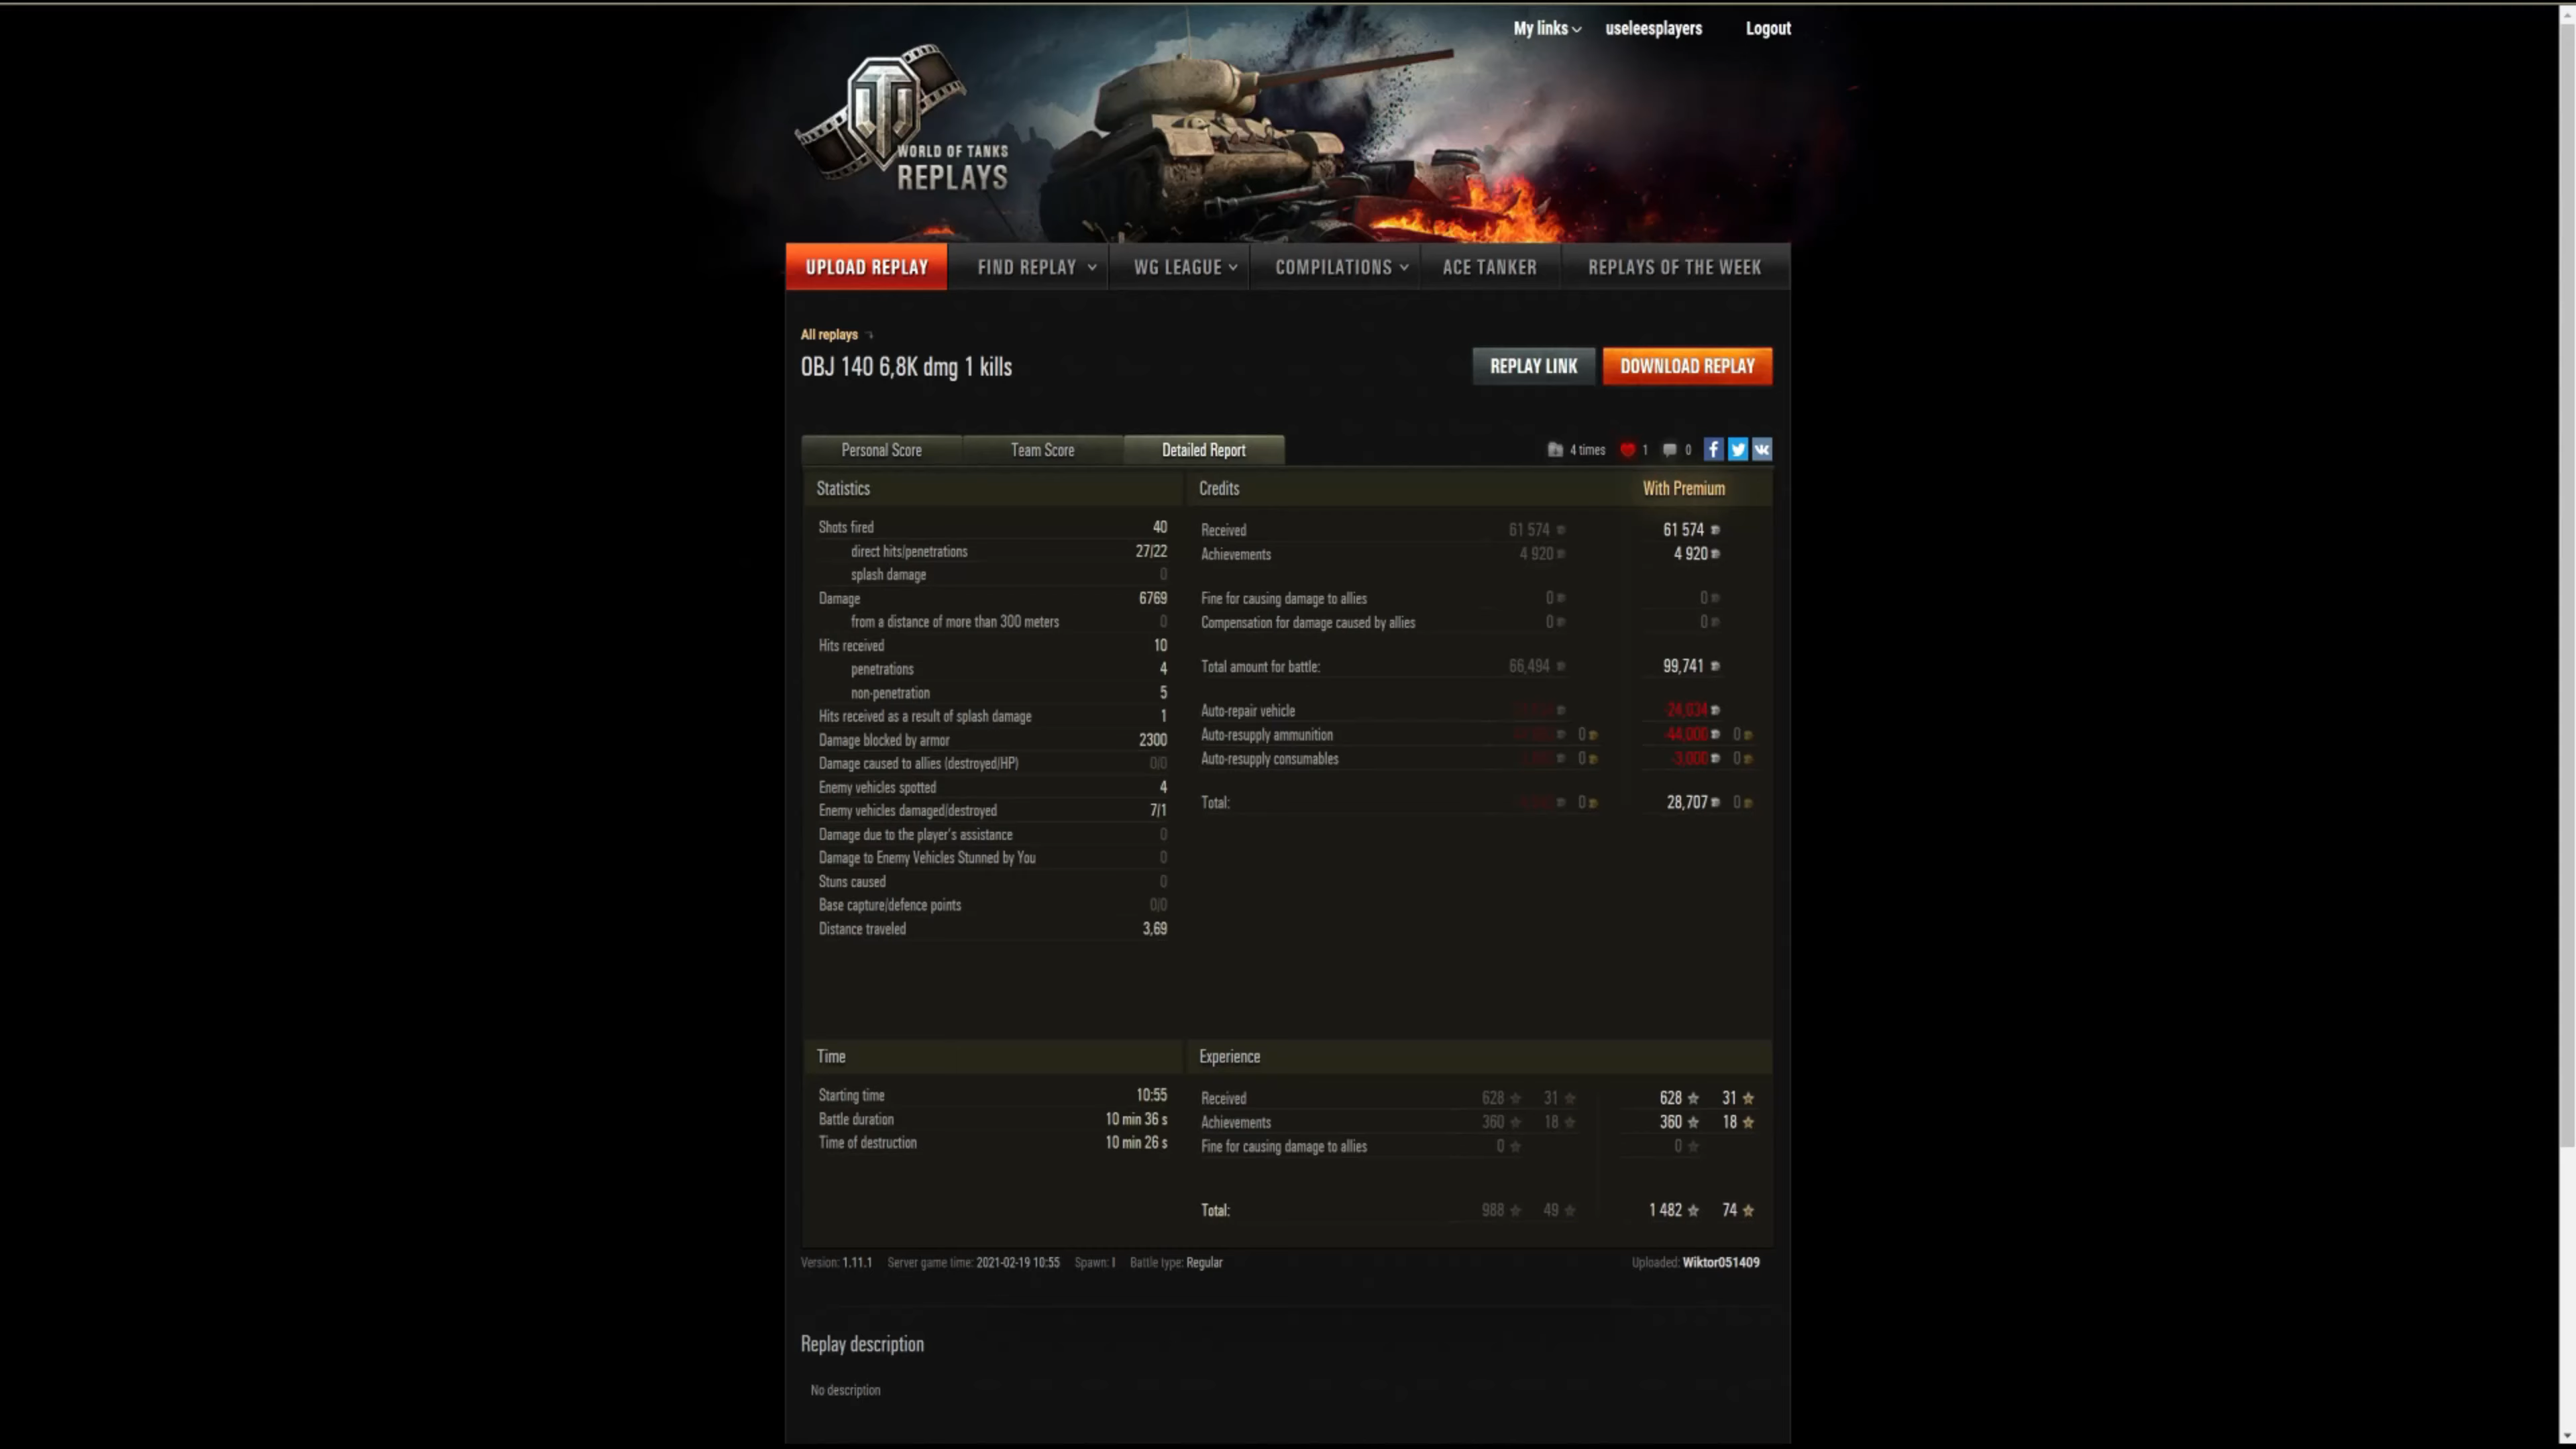 My links useleesplayers Logout
WORLD OF TANKS
REPLAYS
UPLOAD REPLAY FIND REPLAY WG LEAGUE COMPILATIONS ACE TANKER REPLAYS OF THE WEEK
All replays
OBJ 140 6,8K dmg 1 kills REPLAY LINK DOWNLOAD REPLAY
Personal Score Team Score Detailed Report 4 times 1 0
Statistics Credits With Premium
Shots fired 40
direct hits/penetrations 27/22
splash damage 0
Damage 6769
from a distance of more than 300 meters 0
Hits received 10
penetrations 4
non-penetration 5
Hits received as a result of splash damage 1
Damage blocked by armor 2300
Damage caused to allies (destroyed/HP) 0/0
Enemy vehicles spotted 4
Enemy vehicles damaged/destroyed 7/1
Damage due to the player's assistance 0
Damage to Enemy Vehicles Stunned by You 0
Stuns caused 0
Base capture/defence points 0/0
Distance traveled 3,69
Received 61 574 61 574
Achievements 4 920 4 920
Fine for causing damage to allies 0 0
Compensation for damage caused by allies 0 0
Total amount for battle: 66,494 99,741
Auto-repair vehicle -24,034
Auto-resupply ammunition 0 -44,000 0
Auto-resupply consumables 0 -3,000 0
Total: 0 28,707 0
Time Experience
Starting time 10:55
Battle duration 10 min 36 s
Time of destruction 10 min 26 s
Received 628 31 628 31
Achievements 360 18 360 18
Fine for causing damage to allies 0 0
Total: 988 49 1 482 74
Version: 1.11.1 Server game time: 2021-02-19 10:55 Spawn: I Battle type: Regular Uploaded: Wiktor051409
Replay description
No description